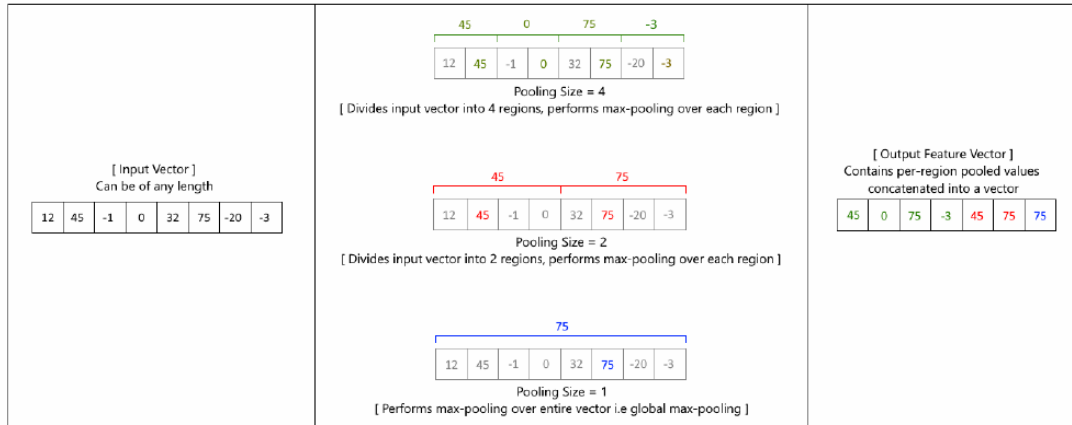 [ Input Vector ]
Can be of any length
12 45 -1 0 32 75 -20 -3
45 0 75 -3
12 45 -1 0 32 75 -20 -3
Pooling Size = 4
[ Divides input vector into 4 regions, performs max-pooling over each region ]
45 75
12 45 -1 0 32 75 -20 -3
Pooling Size = 2
[ Divides input vector into 2 regions, performs max-pooling over each region ]
75
12 45 -1 0 32 75 -20 -3
Pooling Size = 1
[ Performs max-pooling over entire vector i.e global max-pooling ]
[ Output Feature Vector ]
Contains per-region pooled values
concatenated into a vector
45 0 75 -3 45 75 75